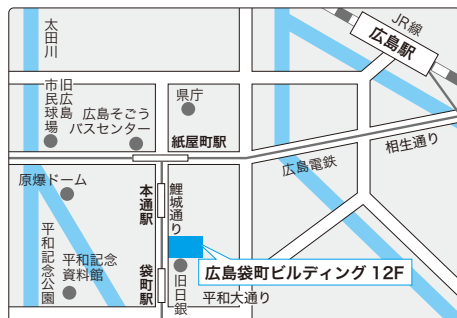 太田川
JR線
広島駅
旧広島
市民球場
広島そごう
バスセンター
県庁
紙屋町駅
相生通り
広島電鉄
原爆ドーム
本通駅
鯉城通り
平和記念公園
平和記念
資料館
袋町駅
旧日銀
広島袋町ビルディング 12F
平和大通り